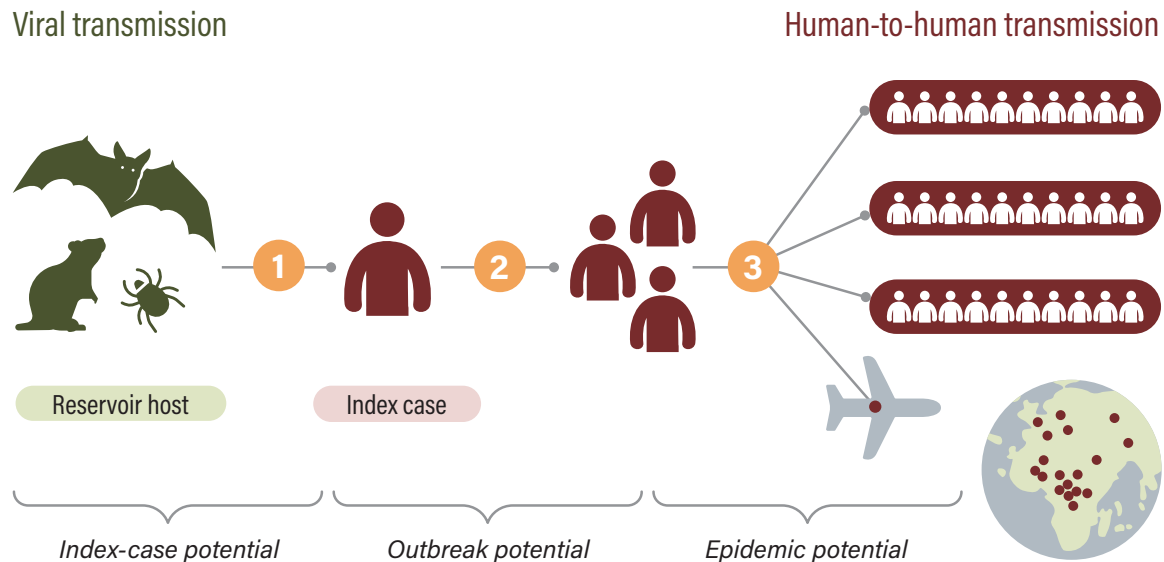 Viral transmission
Human-to-human transmission
1
2
3
Reservoir host
Index case
Index-case potential
Outbreak potential
Epidemic potential